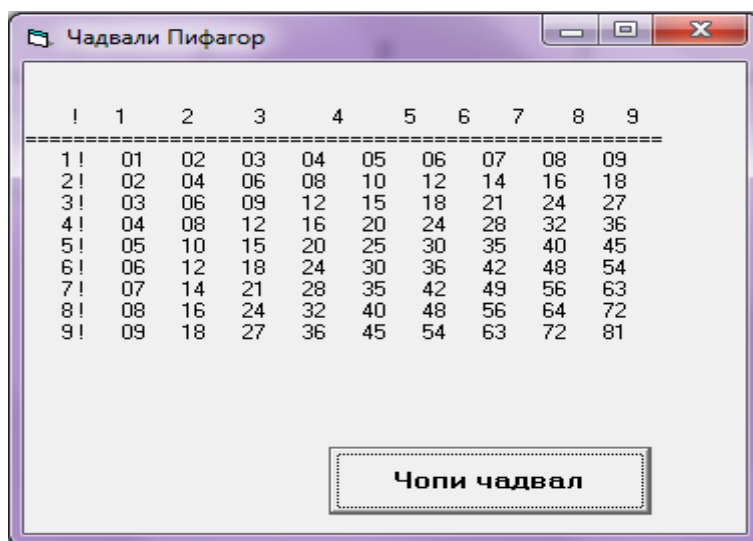 Чадвали Пифагор
! 1 2 3 4 5 6 7 8 9
=====================================================
1 ! 01 02 03 04 05 06 07 08 09
2 ! 02 04 06 08 10 12 14 16 18
3 ! 03 06 09 12 15 18 21 24 27
4 ! 04 08 12 16 20 24 28 32 36
5 ! 05 10 15 20 25 30 35 40 45
6 ! 06 12 18 24 30 36 42 48 54
7 ! 07 14 21 28 35 42 49 56 63
8 ! 08 16 24 32 40 48 56 64 72
9 ! 09 18 27 36 45 54 63 72 81
Чопи чадвал